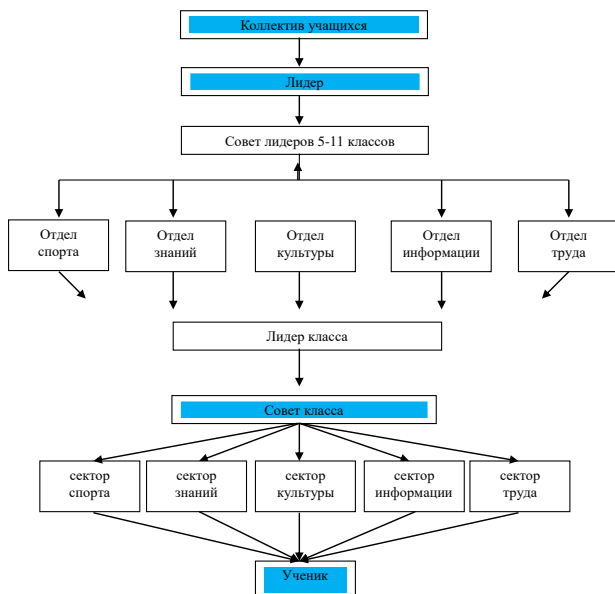 Коллектив учащихся
Лидер
Совет лидеров 5-11 классов
Отдел
спорта
Отдел
знаний
Отдел
культуры
Отдел
информации
Отдел
труда
Лидер класса
Совет класса
сектор
спорта
сектор
знаний
сектор
культуры
сектор
информации
сектор
труда
Ученик